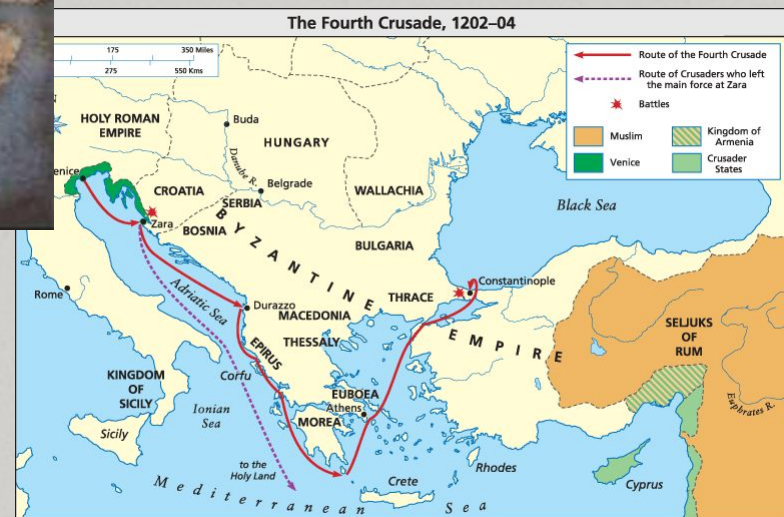 The Fourth Crusade, 1202–04
175 350 Miles
275 550 Kms
Route of the Fourth Crusade
Route of Crusaders who left
the main force at Zara
Battles
Muslim
Kingdom of
Armenia
Venice
Crusader
States
HOLY ROMAN
EMPIRE
Buda
HUNGARY
Danube R.
enice
CROATIA
Belgrade
SERBIA
WALLACHIA
Black Sea
Zara
BOSNIA
BYZANTINE
EMPIRE
BULGARIA
Constantinople
Rome
Adriatic Sea
Durazzo
THRACE
MACEDONIA
THESSALY
SELJUKS
OF
RUM
EPIRUS
KINGDOM
OF
SICILY
Corfu
EUBOEA
Athens
Euphrates R.
Ionian
Sea
MOREA
Sicily
to the
Holy Land
Rhodes
Crete
Cyprus
Mediterranean Sea